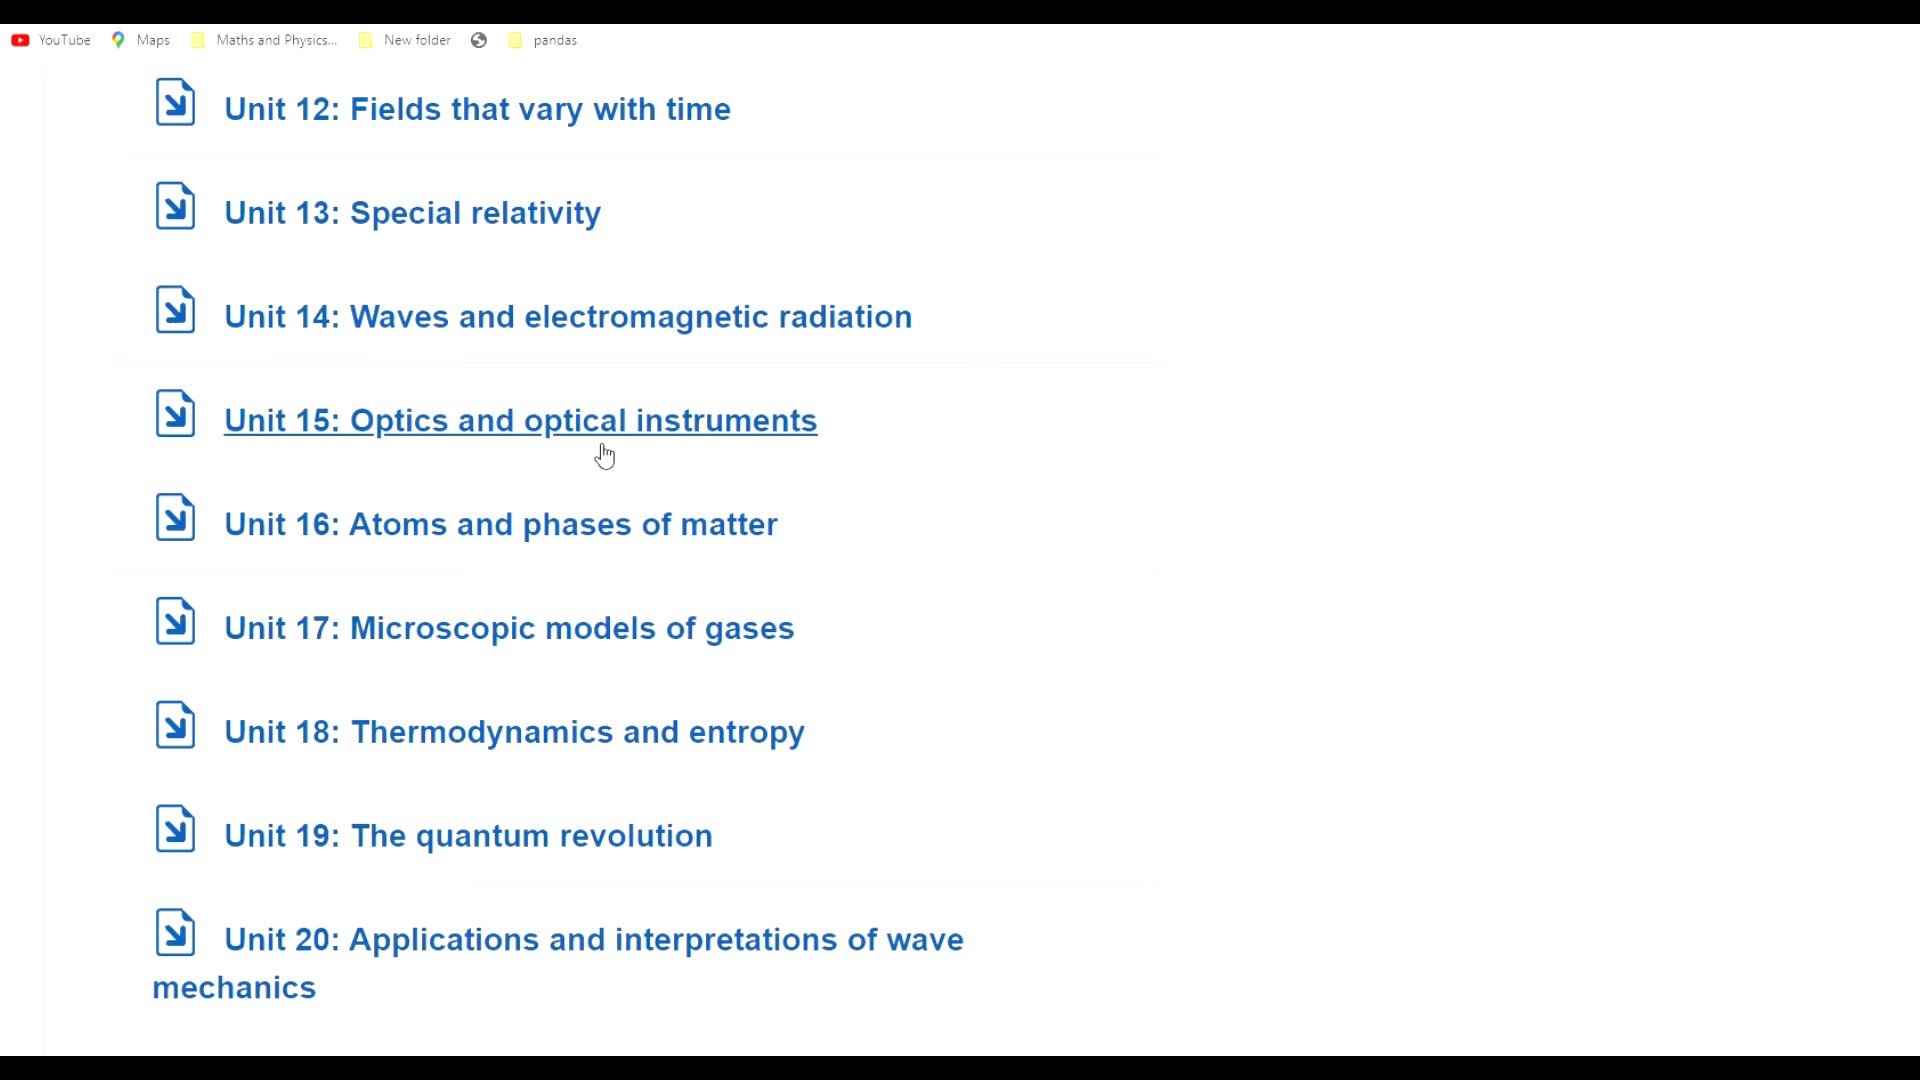 YouTube Maps Maths and Physics... New folder pandas
Unit 12: Fields that vary with time
Unit 13: Special relativity
Unit 14: Waves and electromagnetic radiation
Unit 15: Optics and optical instruments
Unit 16: Atoms and phases of matter
Unit 17: Microscopic models of gases
Unit 18: Thermodynamics and entropy
Unit 19: The quantum revolution
Unit 20: Applications and interpretations of wave
mechanics